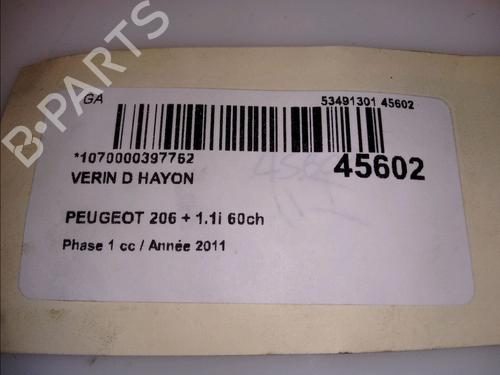 GA
53491301 45602
*1070000397762
45602
VERIN D HAYON
PEUGEOT 206 + 1.1i 60ch
Phase 1 cc / Année 2011
B-PARTS